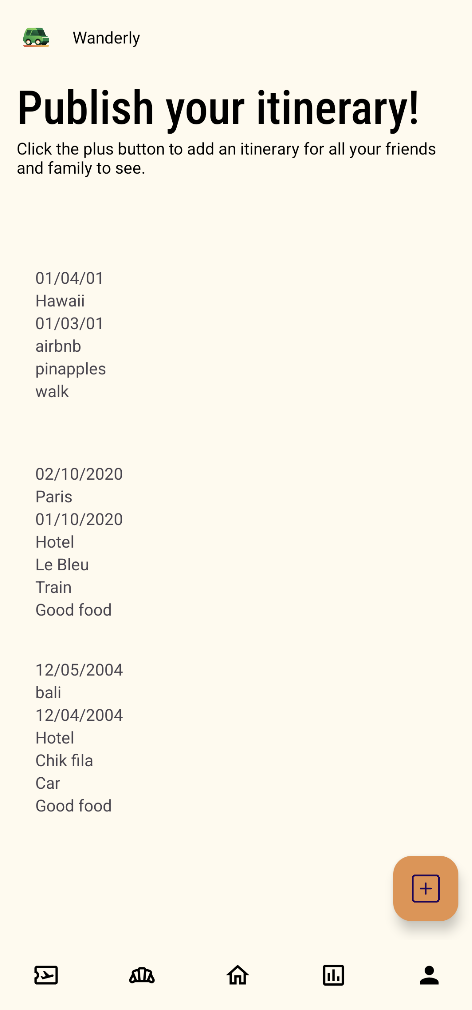 Wanderly
Publish your itinerary!
Click the plus button to add an itinerary for all your friends
and family to see.
01/04/01
Hawaii
01/03/01
airbnb
pinapples
walk
02/10/2020
Paris
01/10/2020
Hotel
Le Bleu
Train
Good food
12/05/2004
bali
12/04/2004
Hotel
Chik fila
Car
Good food